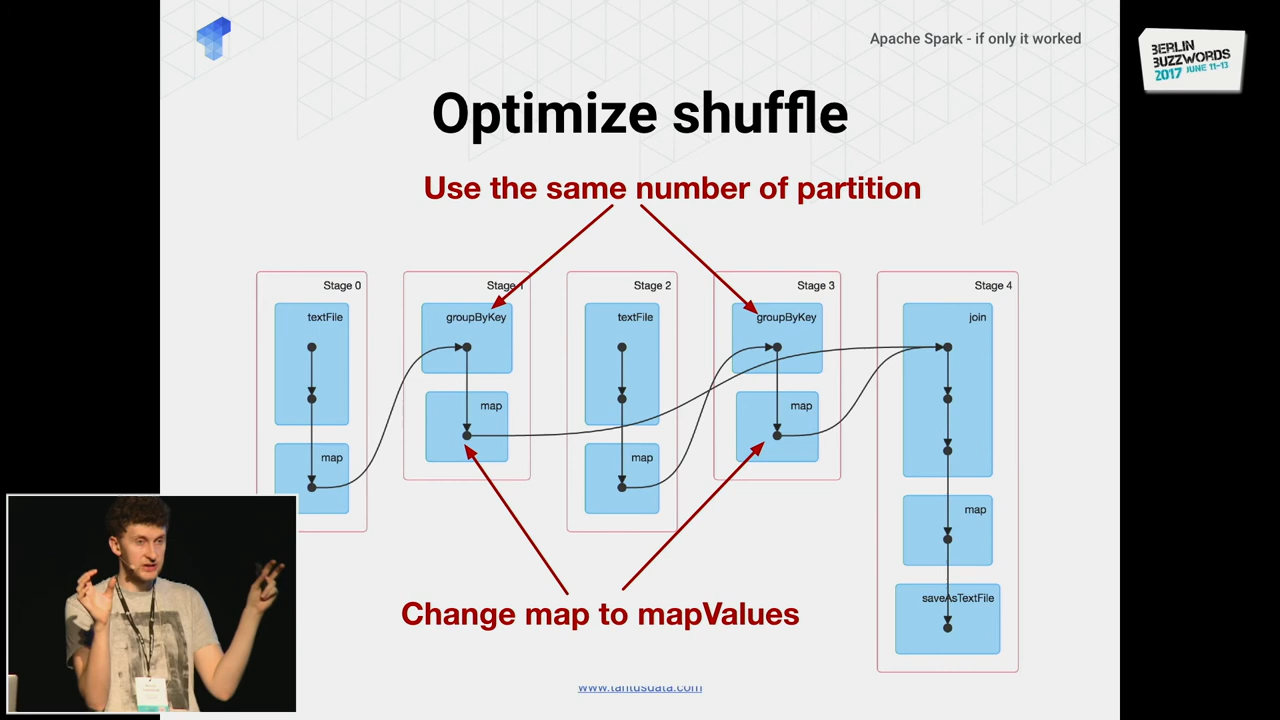 Apache Spark - if only it worked
BERLIN
BUZZWORDS
2017 JUNE 11-13
Optimize shuffle
Use the same number of partition
Stage 0
textFile
map
Stage 1
groupByKey
map
Stage 2
textFile
map
Stage 3
groupByKey
map
Stage 4
join
map
saveAsTextFile
Change map to mapValues
www.tantusdata.com